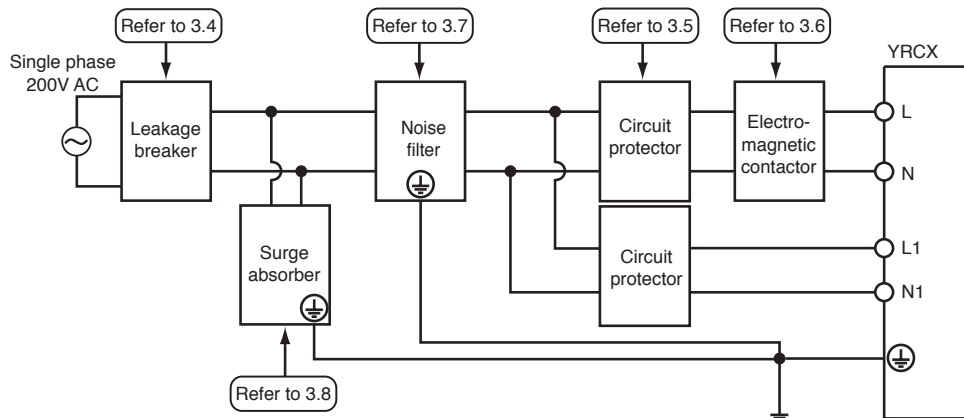 Refer to 3.4
Refer to 3.7
Refer to 3.5
Refer to 3.6
YRCX
Single phase
200V AC
Leakage
breaker
Noise
filter
Circuit
protector
Electro-
magnetic
contactor
L
N
Surge
absorber
Circuit
protector
L1
N1
Refer to 3.8